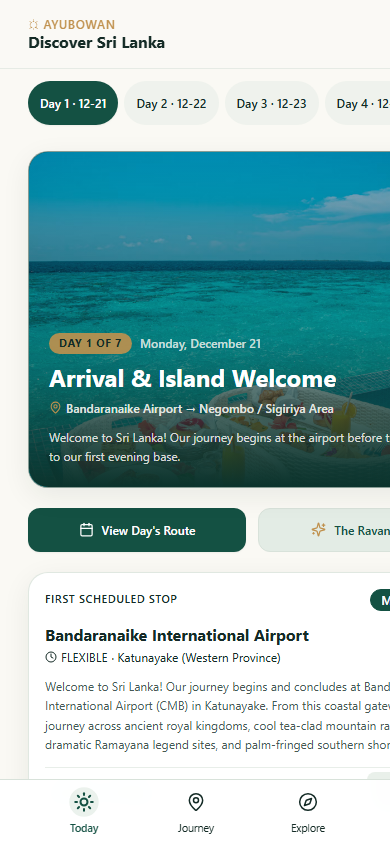 AYUBOWAN
Discover Sri Lanka
Day 1 · 12-21
Day 2 · 12-22
Day 3 · 12-23
Day 4 · 12
DAY 1 OF 7
Monday, December 21
Arrival & Island Welcome
Bandaranaike Airport → Negombo / Sigiriya Area
Welcome to Sri Lanka! Our journey begins at the airport before t
to our first evening base.
View Day's Route
The Ravan
FIRST SCHEDULED STOP
M
Bandaranaike International Airport
FLEXIBLE · Katunayake (Western Province)
Welcome to Sri Lanka! Our journey begins and concludes at Band
International Airport (CMB) in Katunayake. From this coastal gatew
journey across ancient royal kingdoms, cool tea-clad mountain ra
dramatic Ramayana legend sites, and palm-fringed southern shor
Today
Journey
Explore